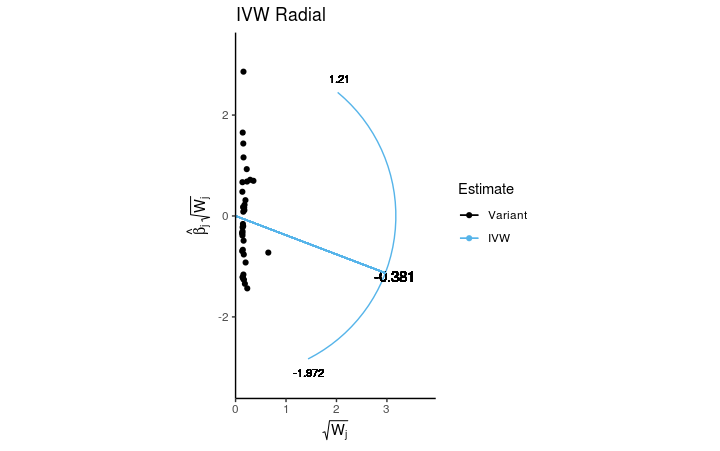 IVW Radial
1.21
2
0
-2
β̂j√Wj
-0.381
-1.972
0 1 2 3
√Wj
Estimate
Variant
IVW